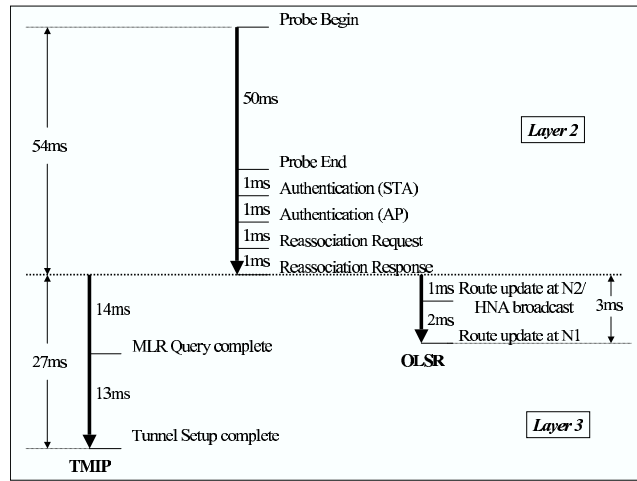 Probe Begin
50ms
Layer 2
54ms
Probe End
1ms
Authentication (STA)
1ms
Authentication (AP)
1ms
Reassociation Request
1ms
Reassociation Response
14ms
1ms
Route update at N2/
HNA broadcast
3ms
2ms
MLR Query complete
Route update at N1
27ms
OLSR
13ms
Layer 3
Tunnel Setup complete
TMIP